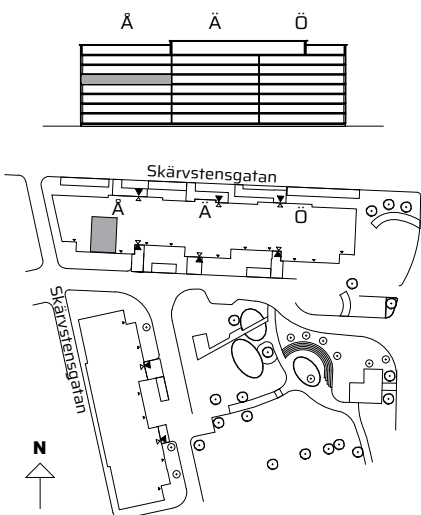 Å Ä Ö
Skärvstensgatan
Å Ä Ö
Skärvstensgatan
N